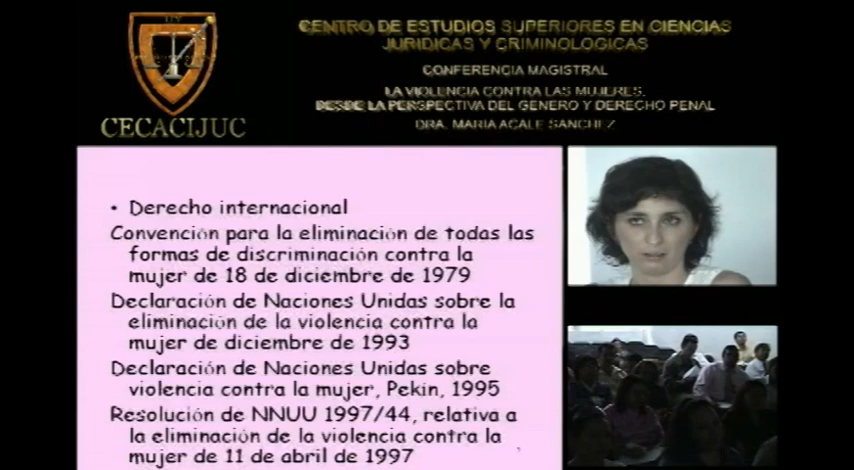 CENTRO DE ESTUDIOS SUPERIORES EN CIENCIAS
JURIDICAS Y CRIMINOLOGICAS
CONFERENCIA MAGISTRAL
LA VIOLENCIA CONTRA LAS MUJERES.
DESDE LA PERSPECTIVA DEL GENERO Y DERECHO PENAL
DRA. MARIA ACALE SANCHEZ
CECACIJUC
• Derecho internacional
Convención para la eliminación de todas las
formas de discriminación contra la
mujer de 18 de diciembre de 1979
Declaración de Naciones Unidas sobre la
eliminación de la violencia contra la
mujer de diciembre de 1993
Declaración de Naciones Unidas sobre
violencia contra la mujer, Pekín, 1995
Resolución de NNUU 1997/44, relativa a
la eliminación de la violencia contra la
mujer de 11 de abril de 1997